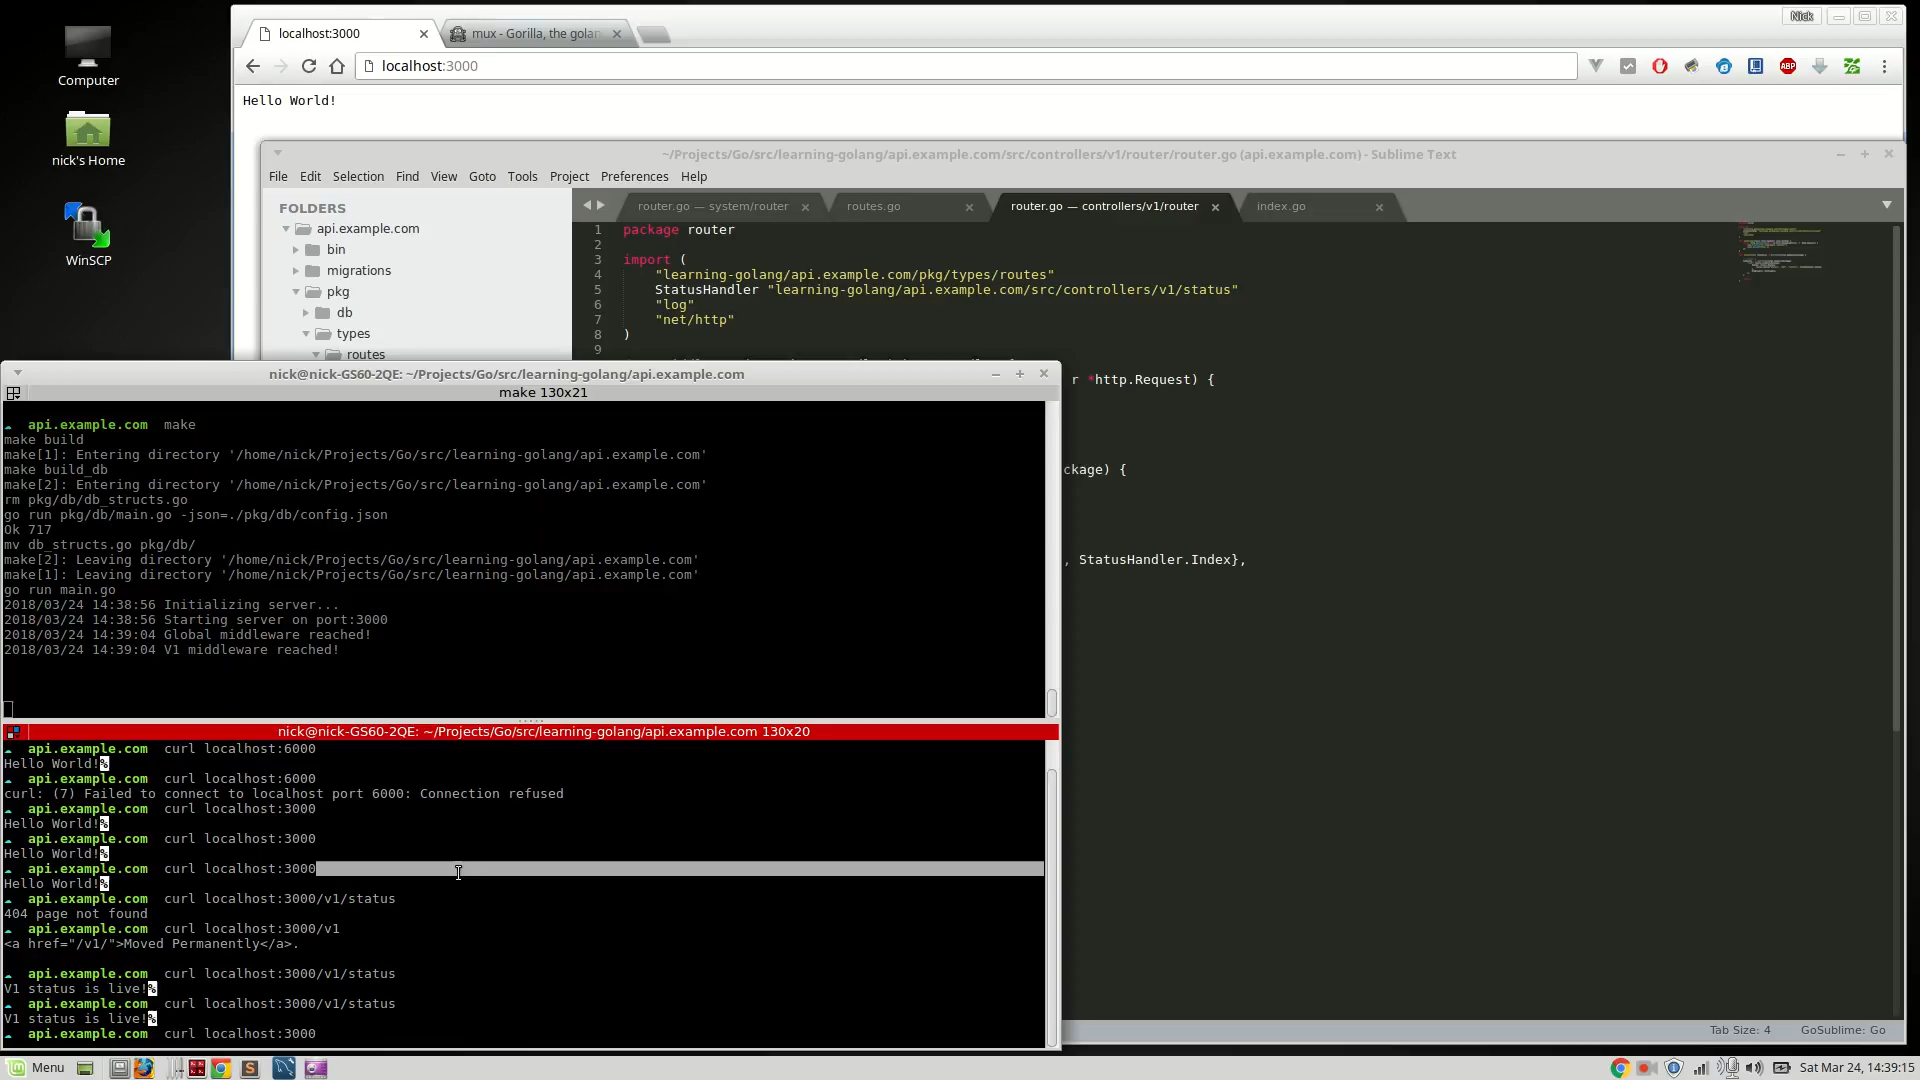 Computer
nick's Home
WinSCP
Nick
localhost:3000
mux - Gorilla, the golan
localhost:3000
ABP
Hello World!
~/Projects/Go/src/learning-golang/api.example.com/src/controllers/v1/router/router.go (api.example.com) - Sublime Text
File Edit Selection Find View Goto Tools Project Preferences Help
FOLDERS
api.example.com
bin
migrations
pkg
db
types
routes
router.go — system/router
routes.go
router.go — controllers/v1/router
index.go
1 package router
2
3 import (
4 "learning-golang/api.example.com/pkg/types/routes"
5 StatusHandler "learning-golang/api.example.com/src/controllers/v1/status"
6 "log"
7 "net/http"
8 )
9
r *http.Request) {
ckage) {
, StatusHandler.Index},
nick@nick-GS60-2QE: ~/Projects/Go/src/learning-golang/api.example.com
make 130x21
api.example.com make
make build
make[1]: Entering directory '/home/nick/Projects/Go/src/learning-golang/api.example.com'
make build_db
make[2]: Entering directory '/home/nick/Projects/Go/src/learning-golang/api.example.com'
rm pkg/db/db_structs.go
go run pkg/db/main.go -json=./pkg/db/config.json
Ok 717
mv db_structs.go pkg/db/
make[2]: Leaving directory '/home/nick/Projects/Go/src/learning-golang/api.example.com'
make[1]: Leaving directory '/home/nick/Projects/Go/src/learning-golang/api.example.com'
go run main.go
2018/03/24 14:38:56 Initializing server...
2018/03/24 14:38:56 Starting server on port:3000
2018/03/24 14:39:04 Global middleware reached!
2018/03/24 14:39:04 V1 middleware reached!
nick@nick-GS60-2QE: ~/Projects/Go/src/learning-golang/api.example.com 130x20
api.example.com curl localhost:6000
Hello World!%
api.example.com curl localhost:6000
curl: (7) Failed to connect to localhost port 6000: Connection refused
api.example.com curl localhost:3000
Hello World!%
api.example.com curl localhost:3000
Hello World!%
api.example.com curl localhost:3000
Hello World!%
api.example.com curl localhost:3000/v1/status
404 page not found
api.example.com curl localhost:3000/v1
<a href="/v1/">Moved Permanently</a>.
api.example.com curl localhost:3000/v1/status
V1 status is live!%
api.example.com curl localhost:3000/v1/status
V1 status is live!%
api.example.com curl localhost:3000
Tab Size: 4 GoSublime: Go
Menu
Sat Mar 24, 14:39:15